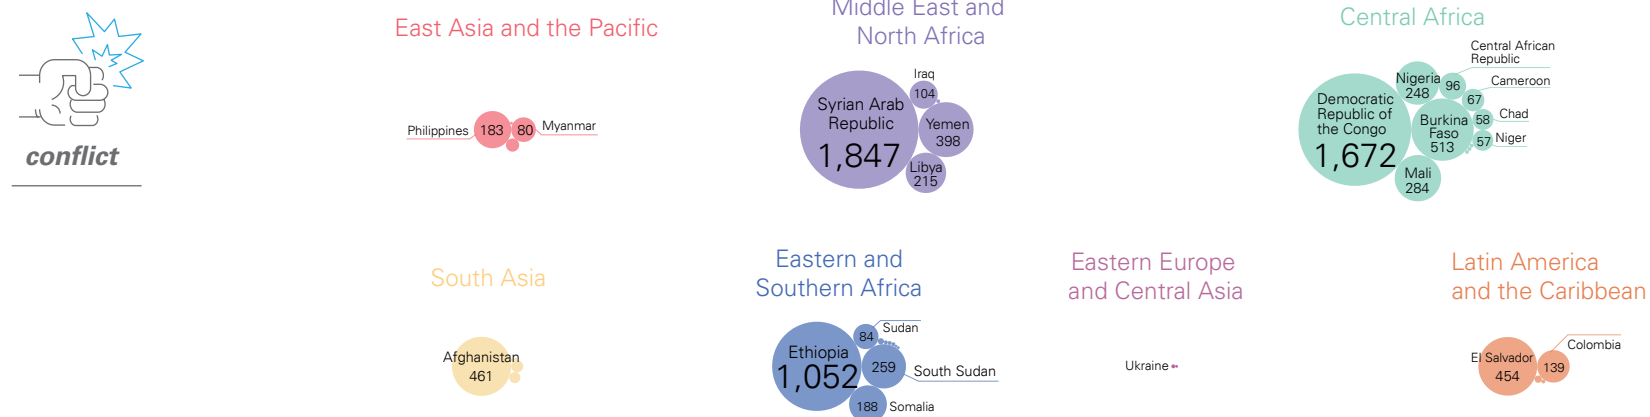 conflict
East Asia and the Pacific
Philippines 183 80 Myanmar
Middle East and
North Africa
Iraq
104
Syrian Arab
Republic
1,847
Yemen
398
Libya
215
Central Africa
Central African
Republic
96
Nigeria
248
Cameroon
67
Democratic
Republic of
the Congo
1,672
Burkina
Faso
513
58 Chad
57 Niger
Mali
284
South Asia
Afghanistan
461
Eastern and
Southern Africa
84 Sudan
Ethiopia
1,052
259 South Sudan
188 Somalia
Eastern Europe
and Central Asia
Ukraine
Latin America
and the Caribbean
Colombia
139
El Salvador
454